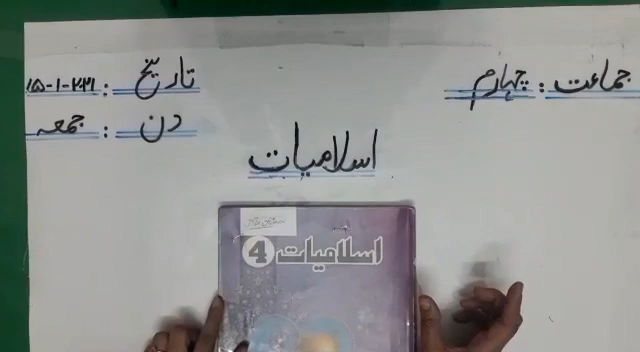 جماعت : چہارم
تاریخ : ۱۵-۱-۲۰۲۱
دن : جمعہ
اسلامیات
اسلامیات 4